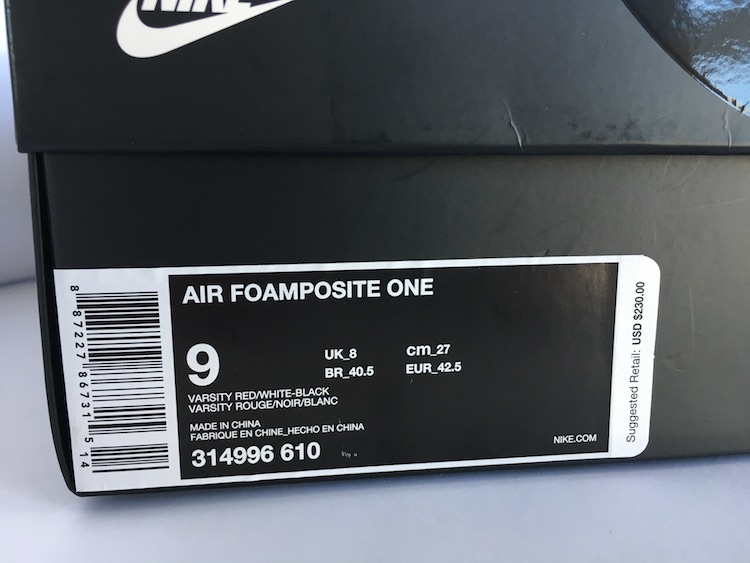 NIKE
AIR FOAMPOSITE ONE
9
UK_8
cm_27
BR_40.5
EUR_42.5
VARSITY RED/WHITE-BLACK
VARSITY ROUGE/NOIR/BLANC
MADE IN CHINA
FABRIQUE EN CHINE_HECHO EN CHINA
314996 610
NIKE.COM
Suggested Retail: USD $230.00
8 87227 86731 5 14